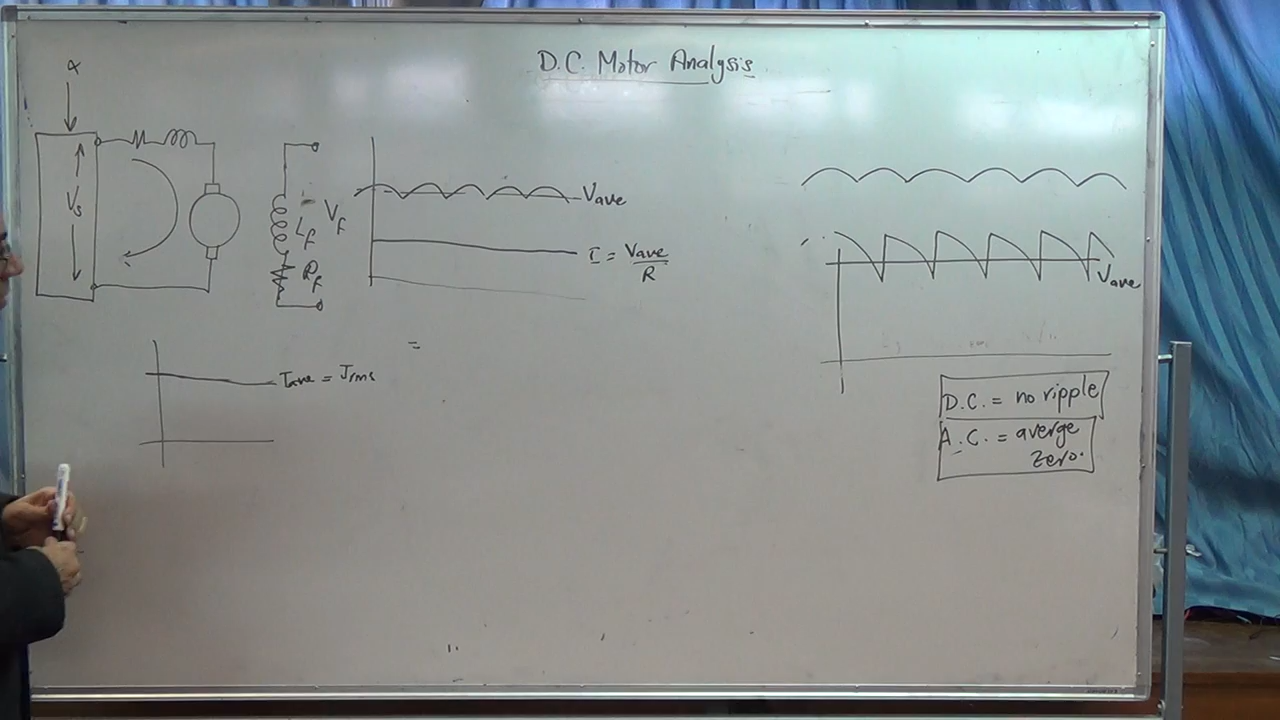 D.C. Motor Analysis
α
Vs
Lf
Vf
Rf
Vave
I = Vave
R
Vave
Iave = Irms
D.C. = no ripple
A.C. = averge
zero.